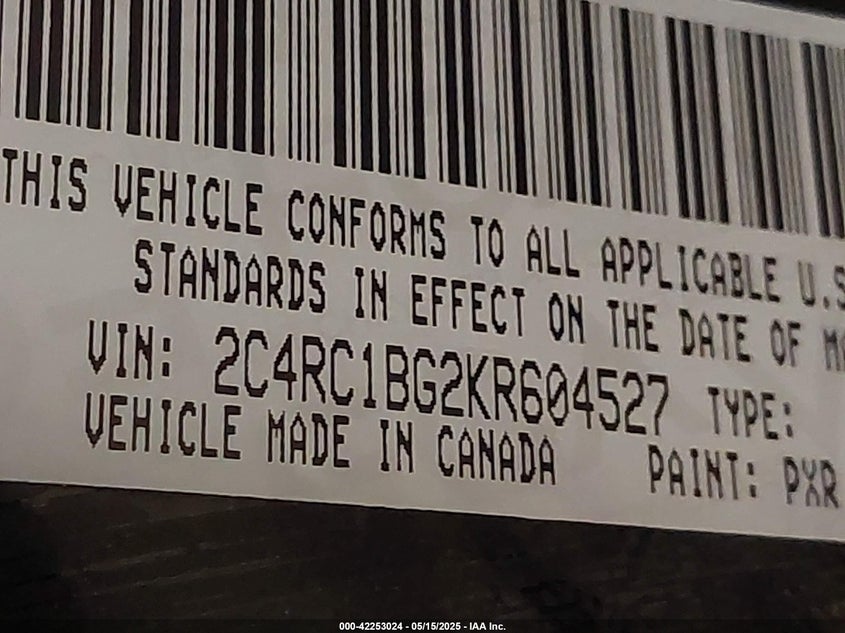 THIS VEHICLE CONFORMS TO ALL APPLICABLE U.S
STANDARDS IN EFFECT ON THE DATE OF M
VIN: 2C4RC1BG2KR604527 TYPE:
VEHICLE MADE IN CANADA PAINT: PXR
000-42253024 - 05/15/2025 - IAA Inc.